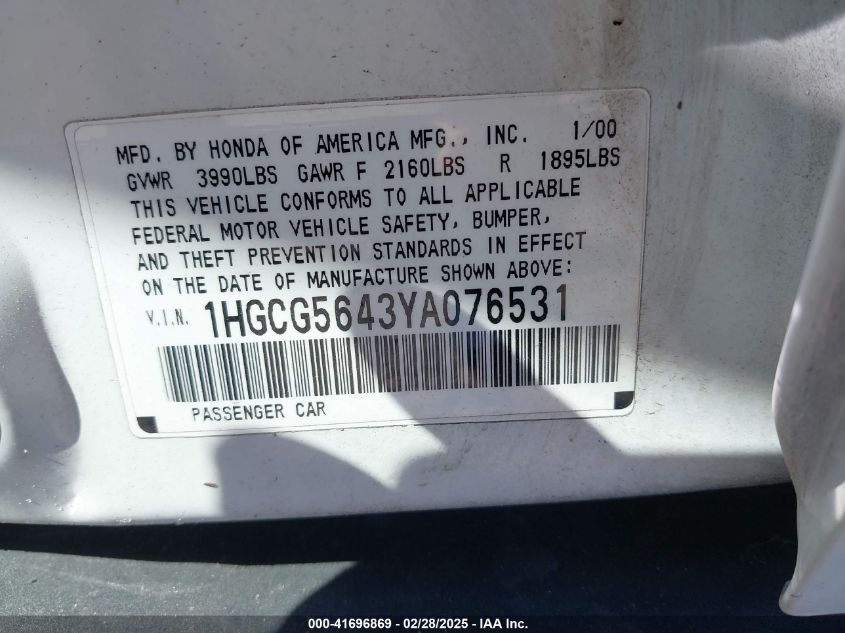 MFD. BY HONDA OF AMERICA MFG., INC. 1/00
GVWR 3990LBS GAWR F 2160LBS R 1895LBS
THIS VEHICLE CONFORMS TO ALL APPLICABLE
FEDERAL MOTOR VEHICLE SAFETY, BUMPER,
AND THEFT PREVENTION STANDARDS IN EFFECT
ON THE DATE OF MANUFACTURE SHOWN ABOVE:
V.I.N. 1HGCG5643YA076531
PASSENGER CAR
000-41696869 - 02/28/2025 - IAA Inc.